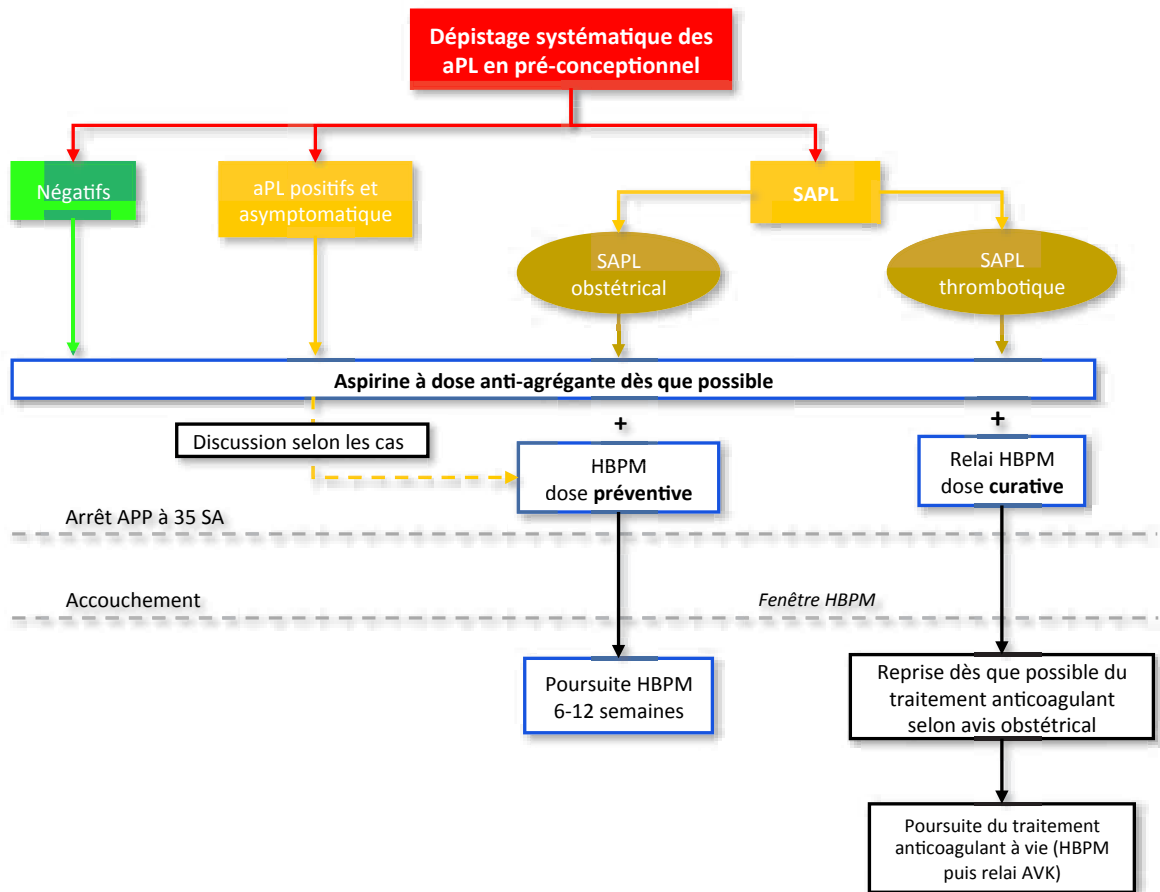 Dépistage systématique des
aPL en pré-conceptionnel
Négatifs
aPL positifs et
asymptomatique
SAPL
SAPL
obstétrical
SAPL
thrombotique
Aspirine à dose anti-agrégante dès que possible
Discussion selon les cas
+
+
HBPM
dose préventive
Relai HBPM
dose curative
Arrêt APP à 35 SA
Accouchement
Fenêtre HBPM
Poursuite HBPM
6-12 semaines
Reprise dès que possible du
traitement anticoagulant
selon avis obstétrical
Poursuite du traitement
anticoagulant à vie (HBPM
puis relai AVK)